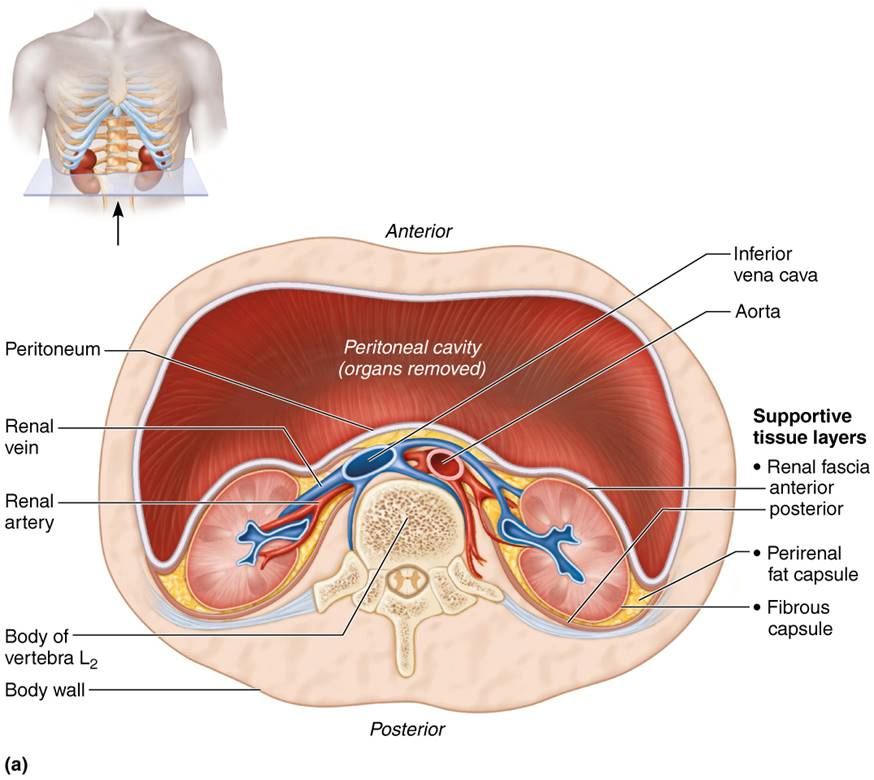 Anterior
Inferior
vena cava
Aorta
Peritoneal cavity
(organs removed)
Peritoneum
Renal
vein
Renal
artery
Supportive
tissue layers
• Renal fascia
anterior
posterior
• Perirenal
fat capsule
• Fibrous
capsule
Body of
vertebra L₂
Body wall
Posterior
(a)